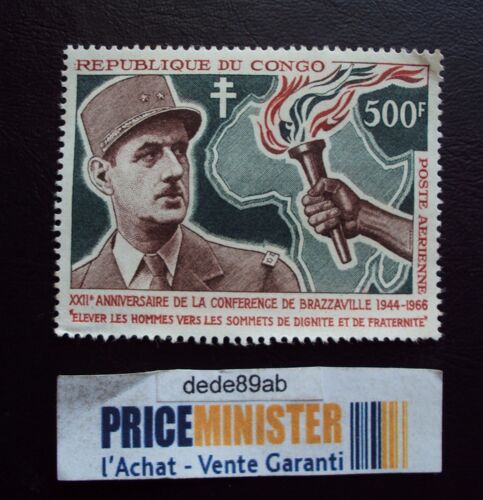 REPUBLIQUE DU CONGO
500F
POSTE AERIENNE
XXIIᵉ ANNIVERSAIRE DE LA CONFERENCE DE BRAZZAVILLE 1944-1966
"ELEVER LES HOMMES VERS LES SOMMETS DE DIGNITE ET DE FRATERNITE"
dede89ab
PRICEMINISTER
l'Achat - Vente Garanti